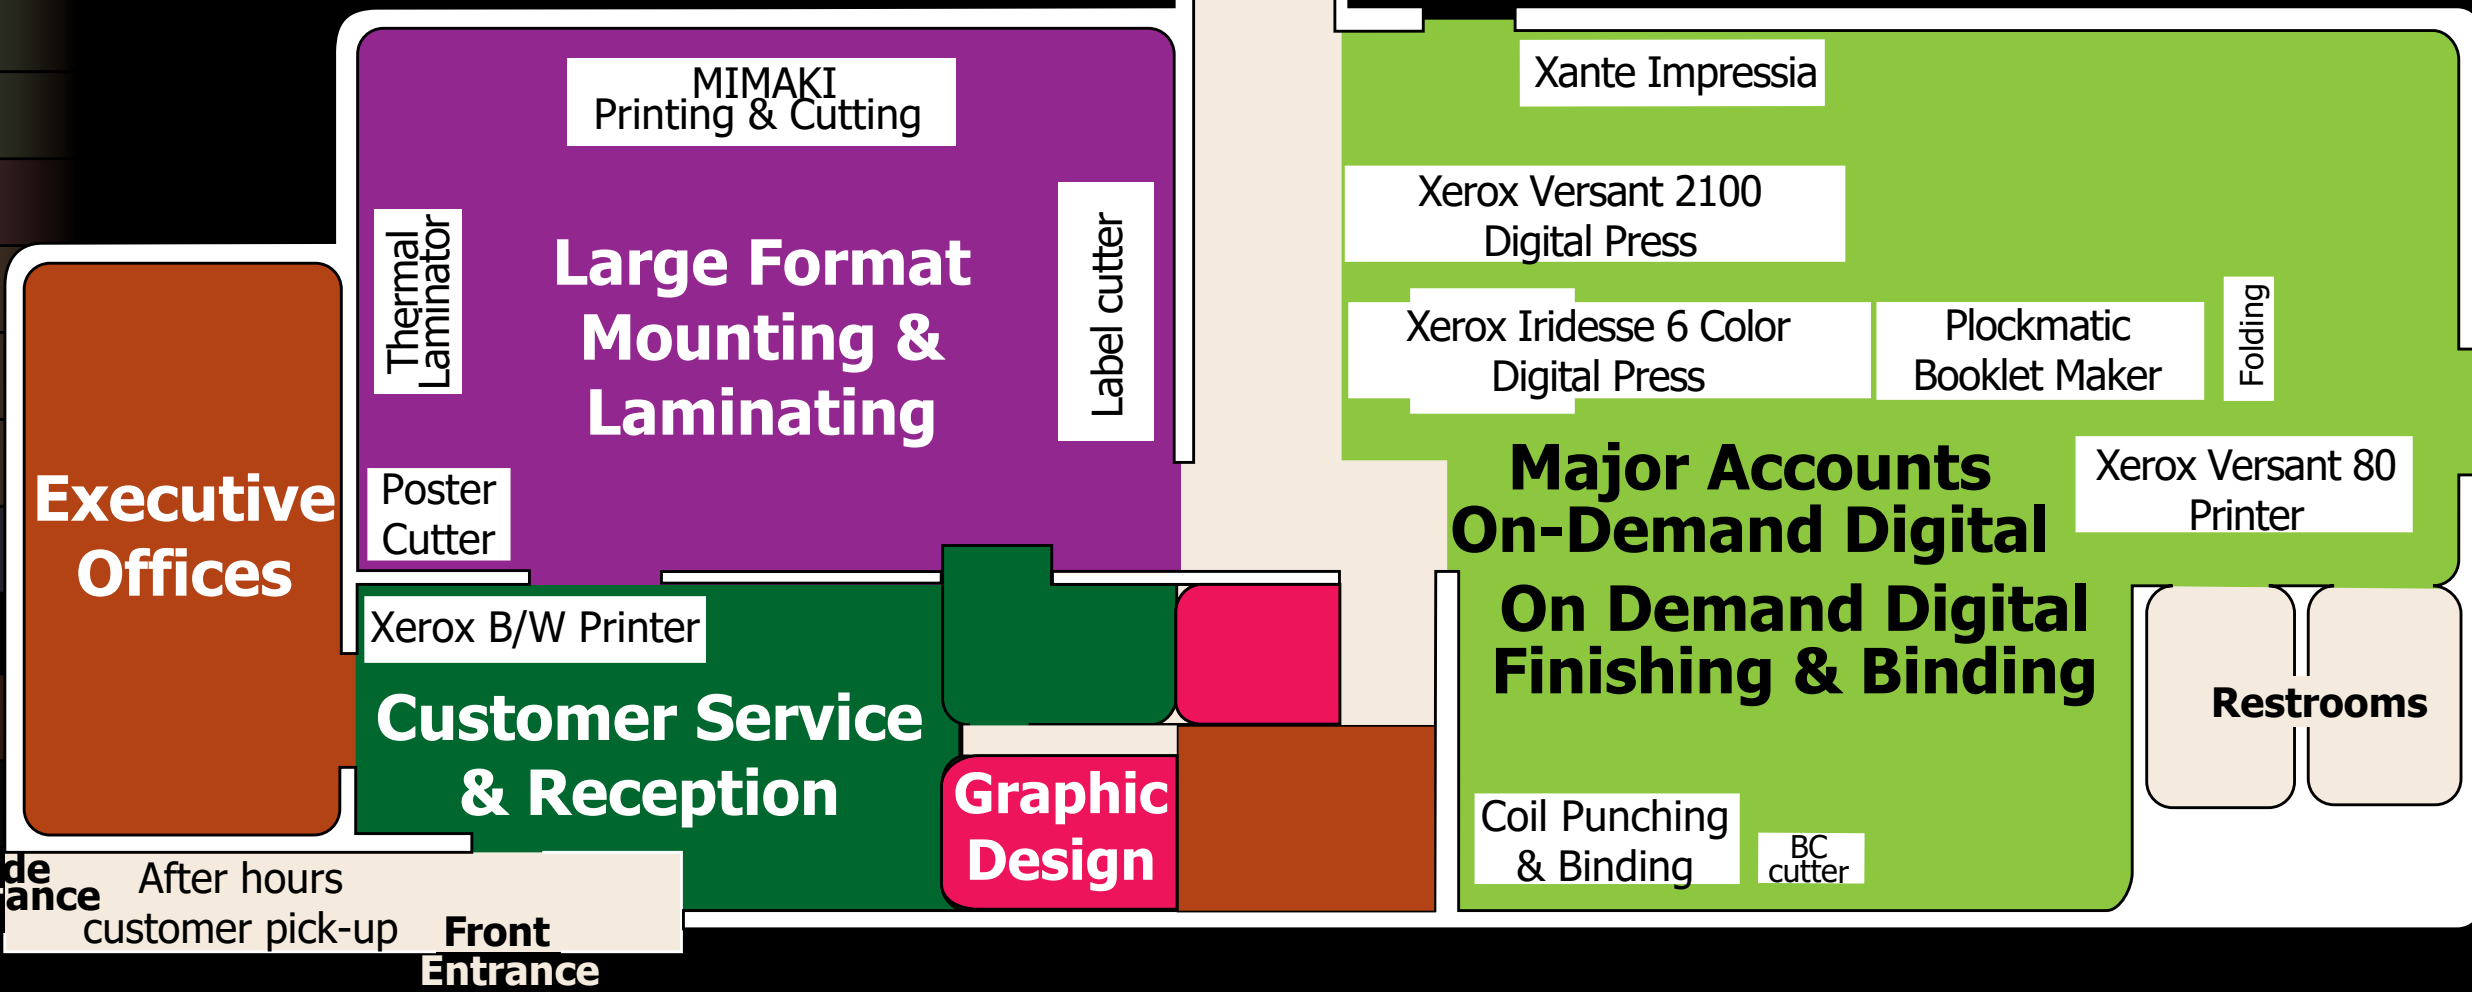 MIMAKI
Printing & Cutting
Thermal
Laminator
Large Format
Mounting &
Laminating
Label cutter
Poster
Cutter
Executive
Offices
Xerox B/W Printer
Customer Service
& Reception
Graphic
Design
After hours
customer pick-up
Front
Entrance
Xante Impressia
Xerox Versant 2100
Digital Press
Xerox Iridesse 6 Color
Digital Press
Plockmatic
Booklet Maker
Folding
Major Accounts
On-Demand Digital
Xerox Versant 80
Printer
On Demand Digital
Finishing & Binding
Restrooms
Coil Punching
& Binding
BC
cutter